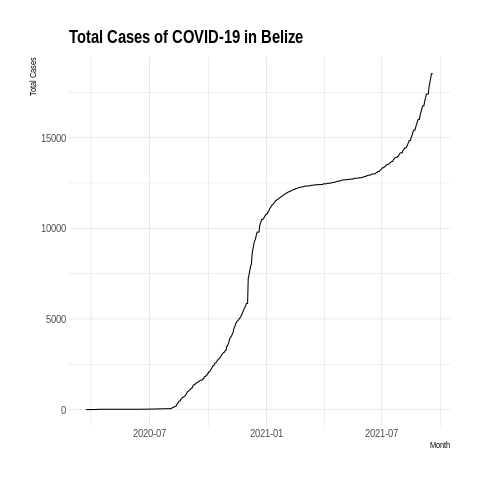 Total Cases of COVID-19 in Belize
Total Cases
15000
10000
5000
0
2020-07
2021-01
2021-07
Month